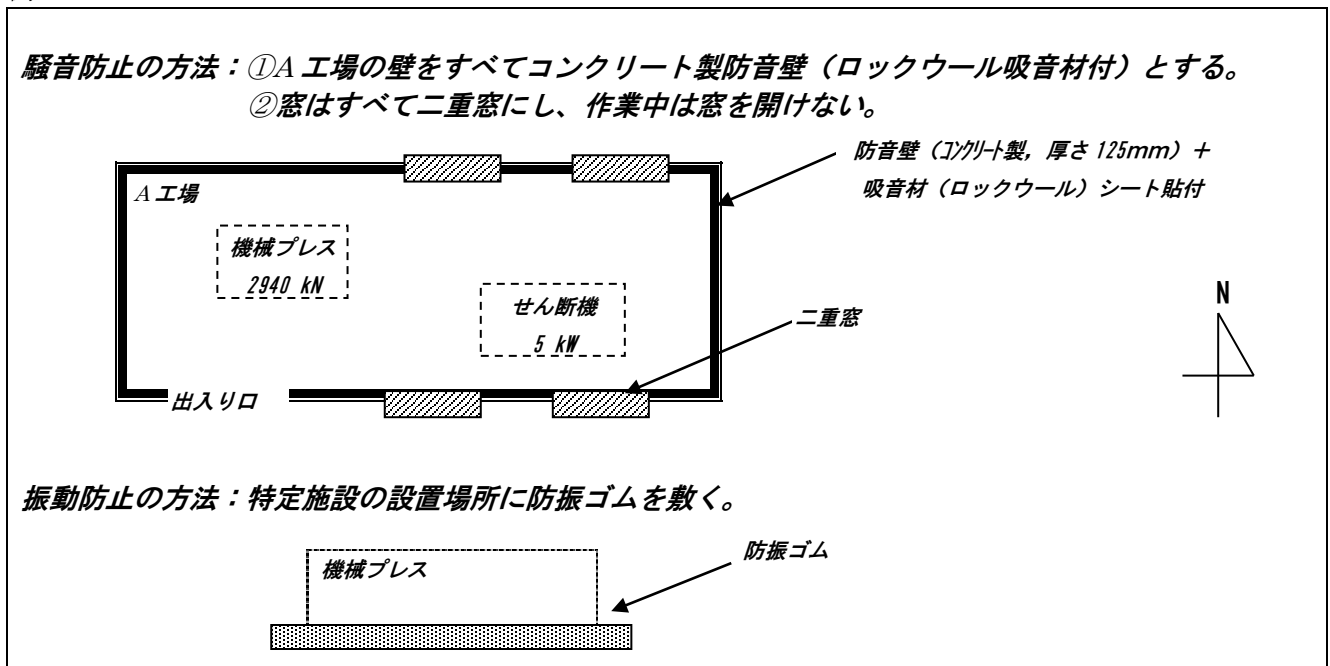 騒音防止の方法：①A工場の壁をすべてコンクリート製防音壁（ロックウール吸音材付）とする。
②窓はすべて二重窓にし、作業中は窓を開けない。
防音壁（ｺﾝｸﾘｰﾄ製，厚さ125mm）＋
吸音材（ロックウール）シート貼付
A工場
機械プレス
2940 kN
せん断機
5 kW
二重窓
N
出入り口
振動防止の方法：特定施設の設置場所に防振ゴムを敷く。
防振ゴム
機械プレス